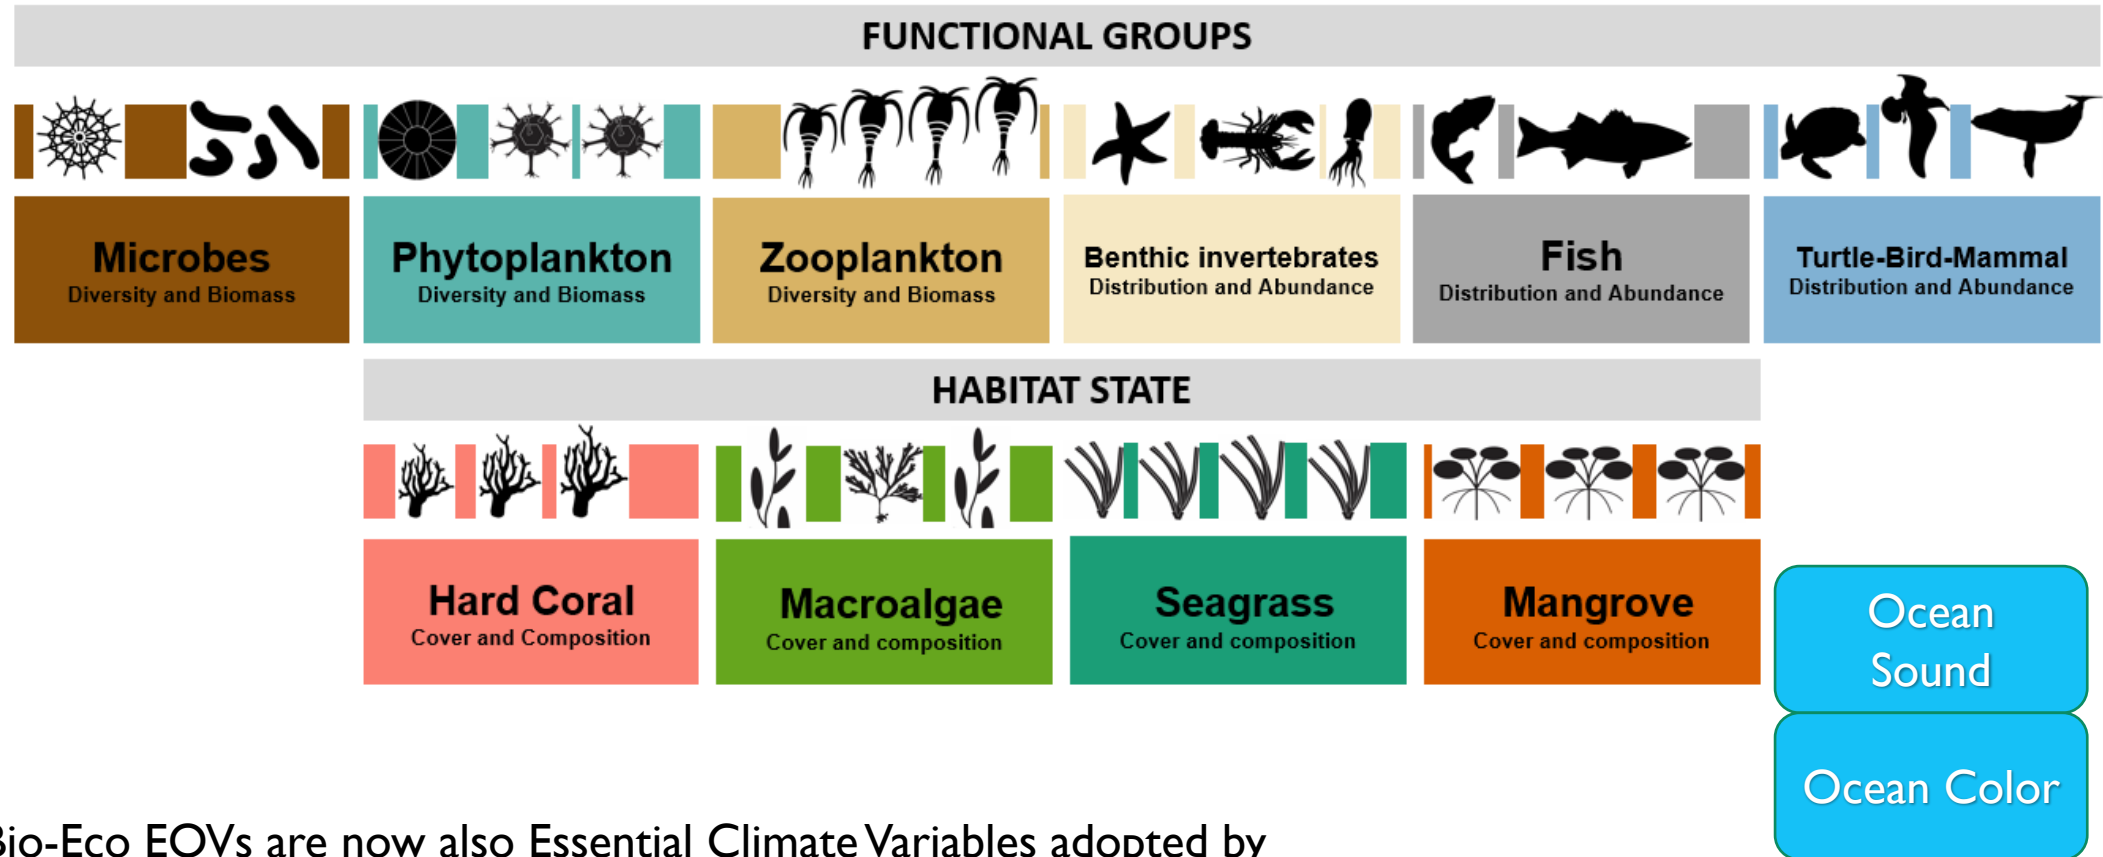 FUNCTIONAL GROUPS
Microbes
Diversity and Biomass
Phytoplankton
Diversity and Biomass
Zooplankton
Diversity and Biomass
Benthic invertebrates
Distribution and Abundance
Fish
Distribution and Abundance
Turtle-Bird-Mammal
Distribution and Abundance
HABITAT STATE
Hard Coral
Cover and Composition
Macroalgae
Cover and composition
Seagrass
Cover and composition
Mangrove
Cover and composition
Ocean
Sound
Ocean Color
Bio-Eco EOVs are now also Essential Climate Variables adopted by